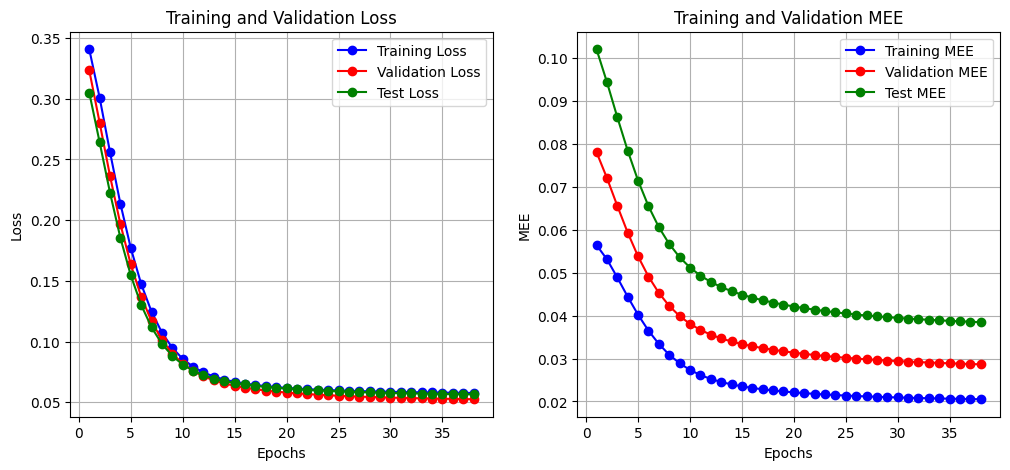 Training and Validation Loss
Training Loss
Validation Loss
Test Loss
0.35
0.30
0.25
0.20
0.15
0.10
0.05
Loss
0 5 10 15 20 25 30 35
Epochs
Training and Validation MEE
Training MEE
Validation MEE
Test MEE
0.10
0.09
0.08
0.07
0.06
0.05
0.04
0.03
0.02
MEE
0 5 10 15 20 25 30 35
Epochs